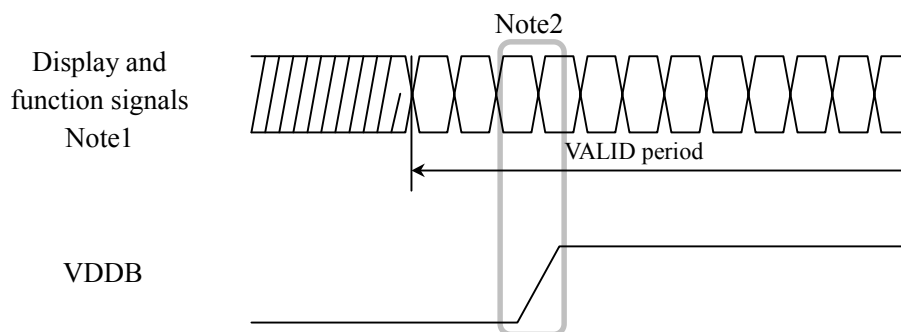 Note2
Display and
function signals
Note1
VALID period
VDDB